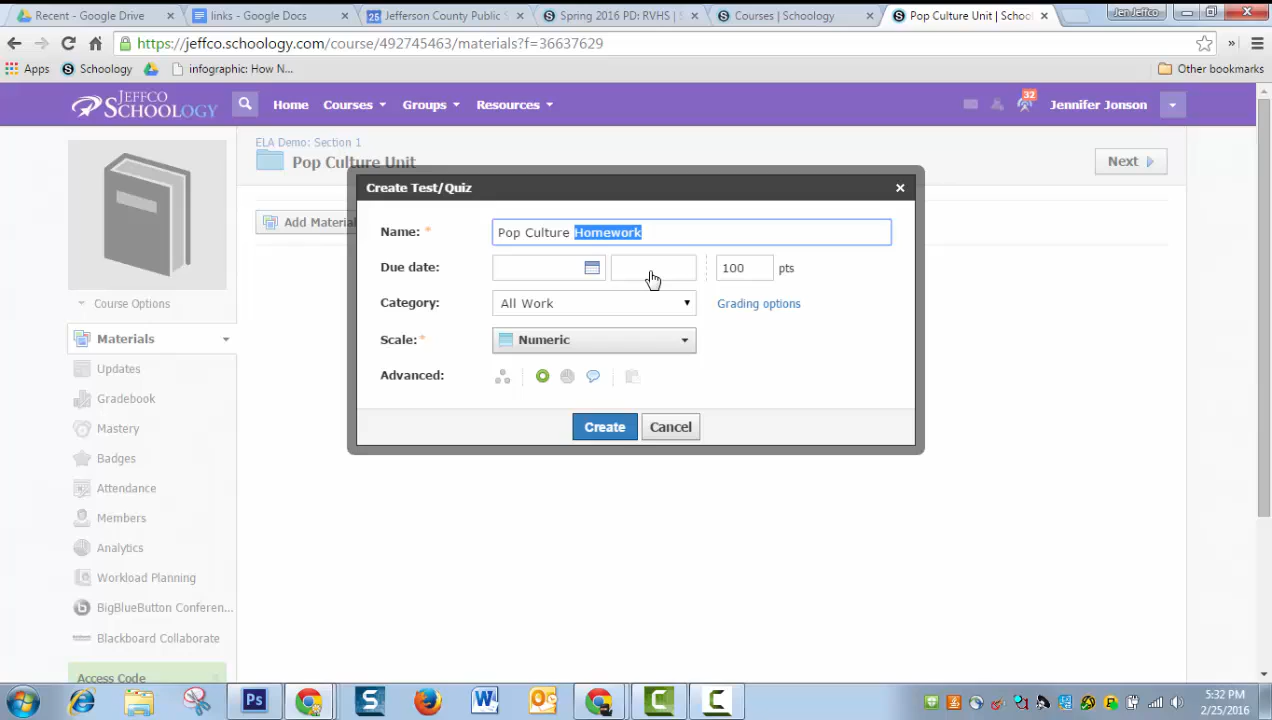 Recent - Google Drive
links - Google Docs
25 Jefferson County Public S
Spring 2016 PD: RVHS |
Courses | Schoology
Pop Culture Unit | Schoo
Jen Jeffco
https://jeffco.schoology.com/course/492745463/materials?f=36637629
Apps
Schoology
infographic: How N...
Other bookmarks
JEFFCO
SCHOOLOGY
Home
Courses
Groups
Resources
32
Jennifer Jonson
ELA Demo: Section 1
Pop Culture Unit
Next
Add Materia
Create Test/Quiz
Name: *
Pop Culture Homework
Due date:
100 pts
Category:
All Work
Grading options
Scale: *
Numeric
Advanced:
Create
Cancel
Course Options
Materials
Updates
Gradebook
Mastery
Badges
Attendance
Members
Analytics
Workload Planning
BigBlueButton Conferen...
Blackboard Collaborate
Access Code
Ps
5:32 PM
2/25/2016